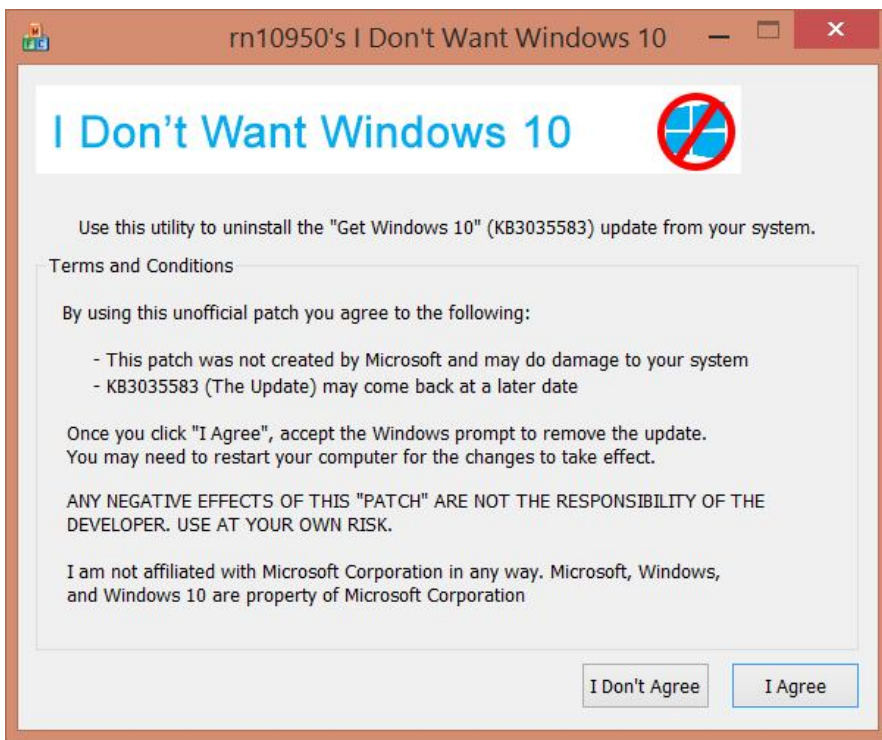 rn10950's I Don't Want Windows 10
I Don't Want Windows 10
Use this utility to uninstall the "Get Windows 10" (KB3035583) update from your system.
Terms and Conditions
By using this unofficial patch you agree to the following:
- This patch was not created by Microsoft and may do damage to your system
- KB3035583 (The Update) may come back at a later date
Once you click "I Agree", accept the Windows prompt to remove the update.
You may need to restart your computer for the changes to take effect.
ANY NEGATIVE EFFECTS OF THIS "PATCH" ARE NOT THE RESPONSIBILITY OF THE
DEVELOPER. USE AT YOUR OWN RISK.
I am not affiliated with Microsoft Corporation in any way. Microsoft, Windows,
and Windows 10 are property of Microsoft Corporation
I Don't Agree
I Agree